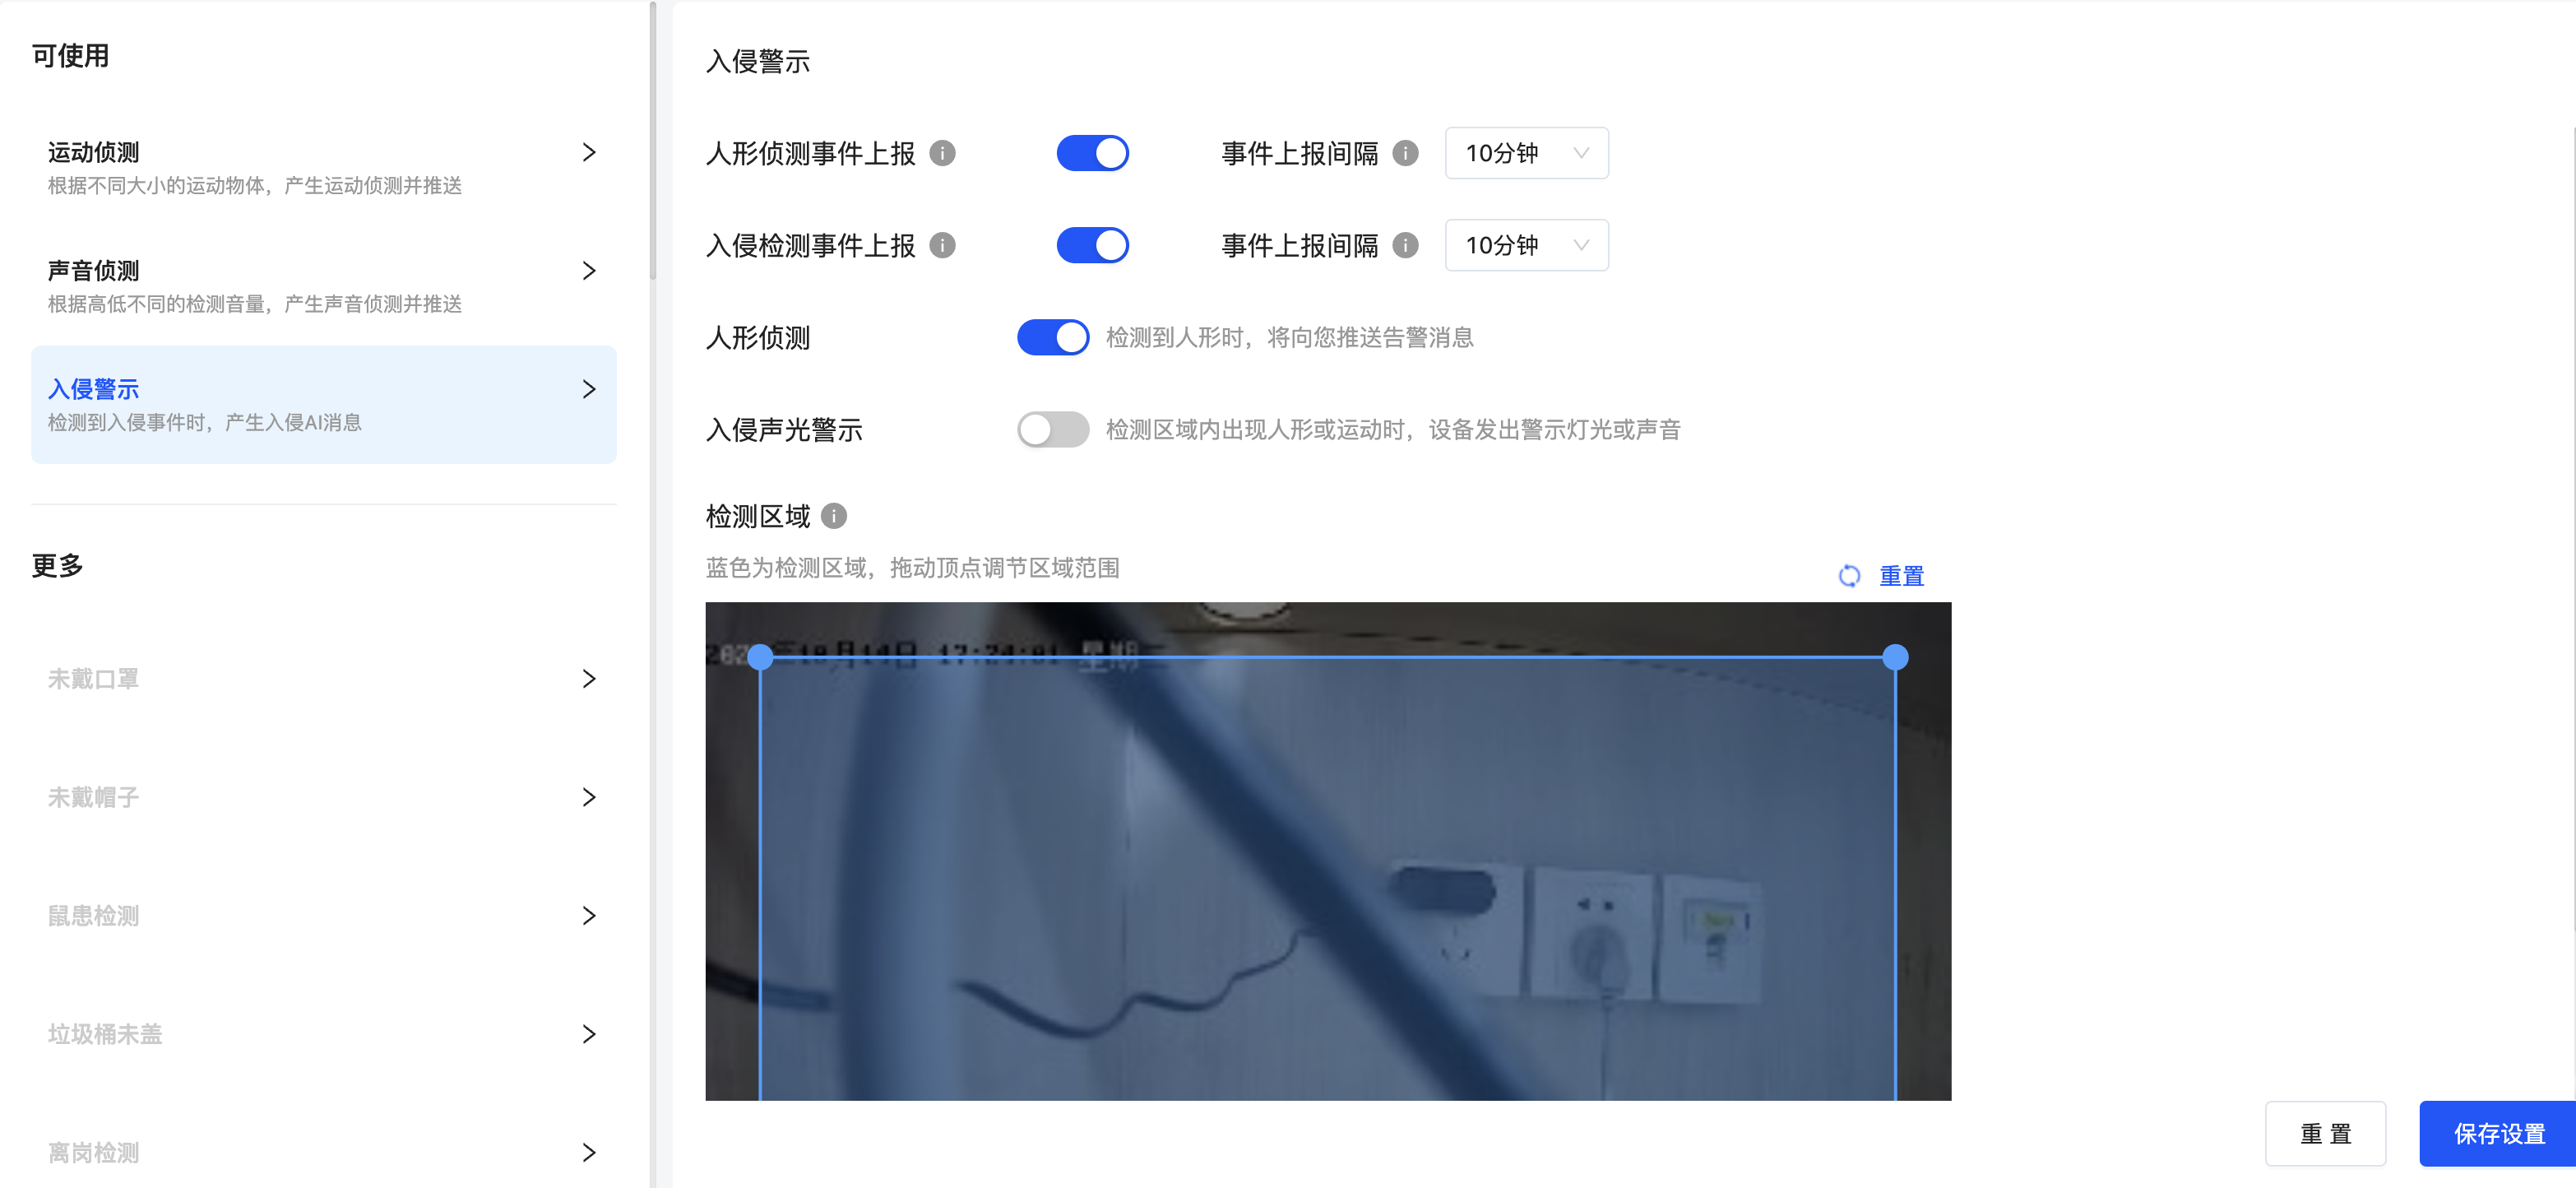 可使用
运动侦测
根据不同大小的运动物体，产生运动侦测并推送
声音侦测
根据高低不同的检测音量，产生声音侦测并推送
入侵警示
检测到入侵事件时，产生入侵AI消息
更多
未戴口罩
未戴帽子
鼠患检测
垃圾桶未盖
离岗检测
入侵警示
人形侦测事件上报
事件上报间隔
10分钟
入侵检测事件上报
事件上报间隔
10分钟
人形侦测
检测到人形时，将向您推送告警消息
入侵声光警示
检测区域内出现人形或运动时，设备发出警示灯光或声音
检测区域
蓝色为检测区域，拖动顶点调节区域范围
重置
10月14日 17:24:01 星期
重 置
保存设置